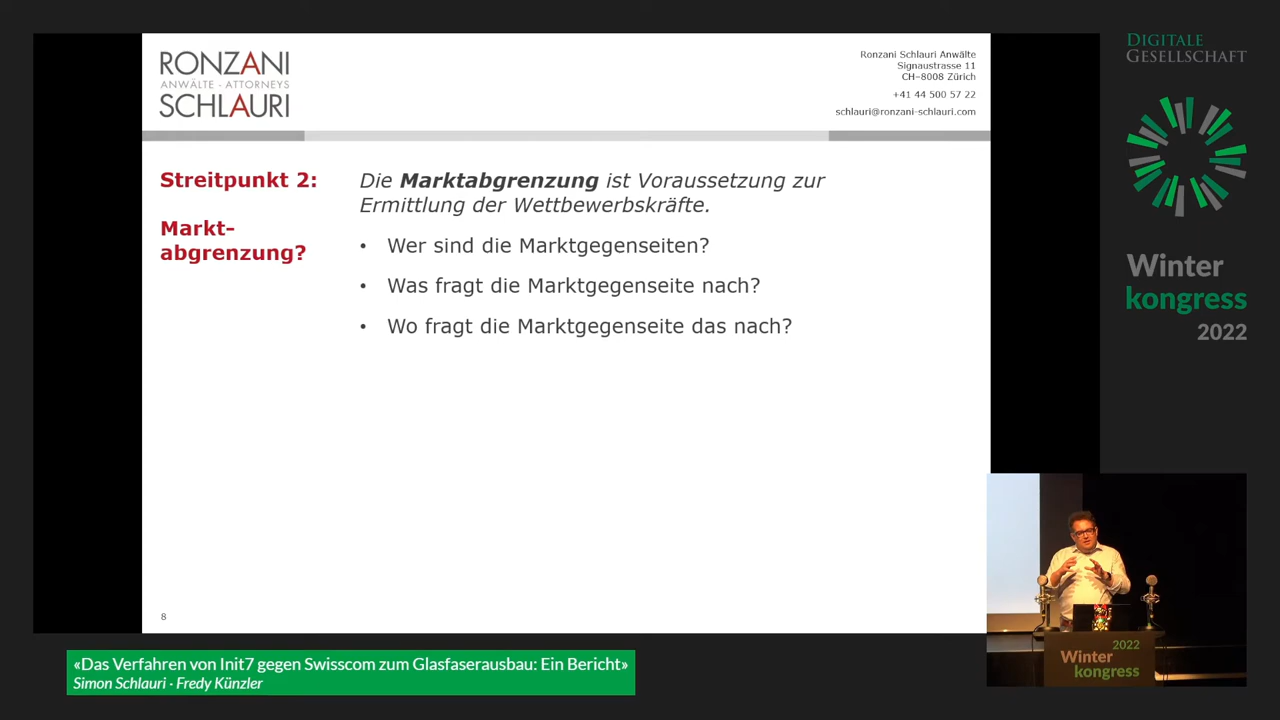 RONZANI
ANWÄLTE · ATTORNEYS
SCHLAURI
Ronzani Schlauri Anwälte
Signaustrasse 11
CH–8008 Zürich
+41 44 500 57 22
schlauri@ronzani-schlauri.com
Streitpunkt 2:
Markt-
abgrenzung?
Die Marktabgrenzung ist Voraussetzung zur
Ermittlung der Wettbewerbskräfte.
• Wer sind die Marktgegenseiten?
• Was fragt die Marktgegenseite nach?
• Wo fragt die Marktgegenseite das nach?
8
DIGITALE
GESELLSCHAFT
Winter
kongress
2022
2022
Winter
kongress
«Das Verfahren von Init7 gegen Swisscom zum Glasfaserausbau: Ein Bericht»
Simon Schlauri · Fredy Künzler